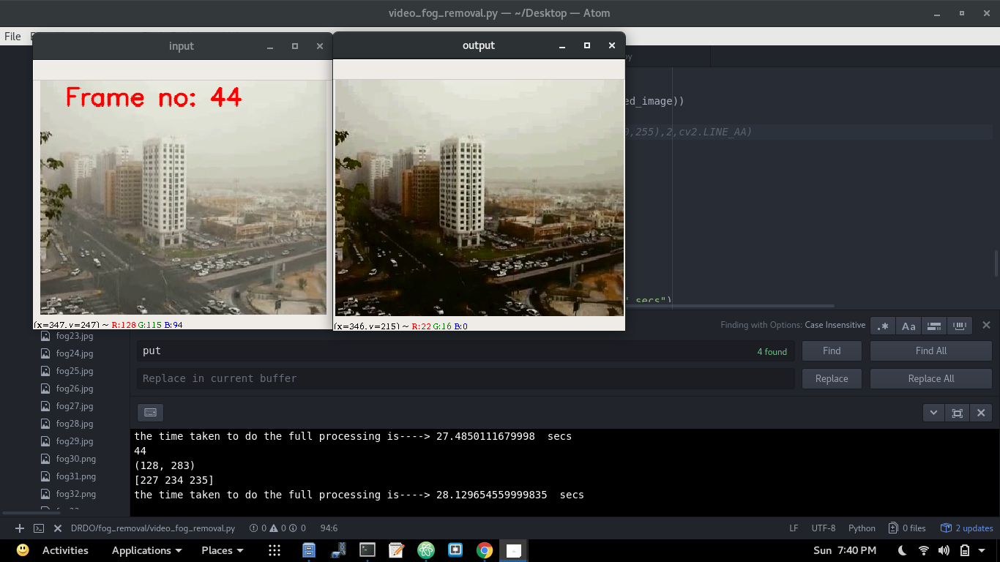 video_fog_removal.py — ~/Desktop — Atom
File
input
output
py
Frame no: 44
ed_image))
,255),2,cv2.LINE_AA)
secs")
(x=347, y=247) ~ R:128 G:115 B:94
(x=346, y=215) ~ R:22 G:16 B:0
fog23.jpg
fog24.jpg
fog25.jpg
fog26.jpg
fog27.jpg
fog28.jpg
fog29.jpg
fog30.png
fog31.png
fog32.png
Finding with Options: Case Insensitive
.*
Aa
put
4 found
Find
Find All
Replace in current buffer
Replace
Replace All
the time taken to do the full processing is----> 27.4850111679998 secs
44
(128, 283)
[227 234 235]
the time taken to do the full processing is----> 28.129654559999835 secs
DRDO/fog_removal/video_fog_removal.py
0
0
0
94:6
LF
UTF-8
Python
0 files
2 updates
Activities
Applications
Places
Sun 7:40 PM